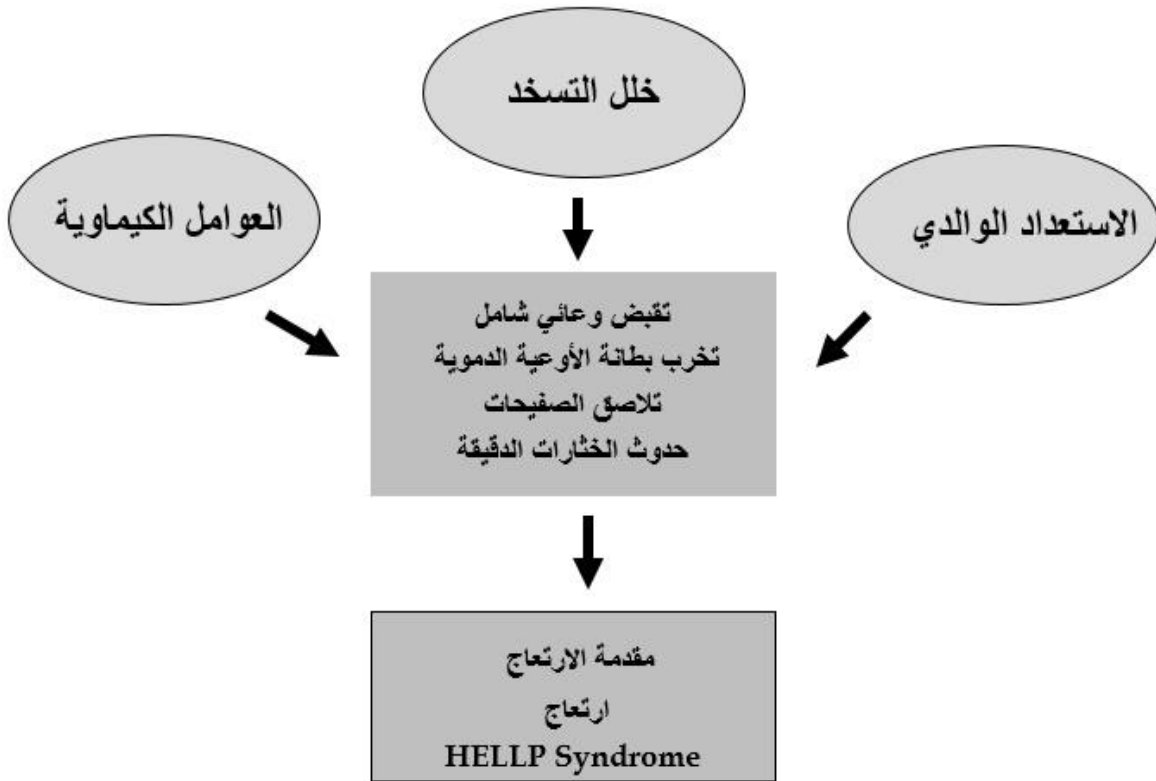 خلل التسخد
الاستعداد الوالدي
العوامل الكيماوية
تقبض وعائي شامل
تخرب بطانة الأوعية الدموية
تلاصق الصفيحات
حدوث الخثارات الدقيقة
مقدمة الارتعاج
ارتعاج
HELLP Syndrome